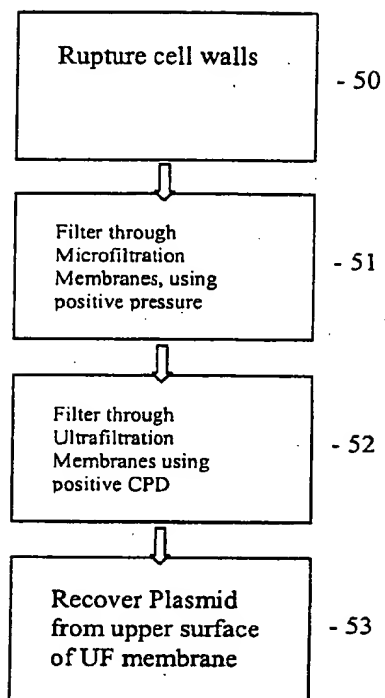 Rupture cell walls
- 50
Filter through
Microfiltration
Membranes, using
positive pressure
- 51
Filter through
Ultrafiltration
Membranes using
positive CPD
- 52
Recover Plasmid
from upper surface
of UF membrane
- 53